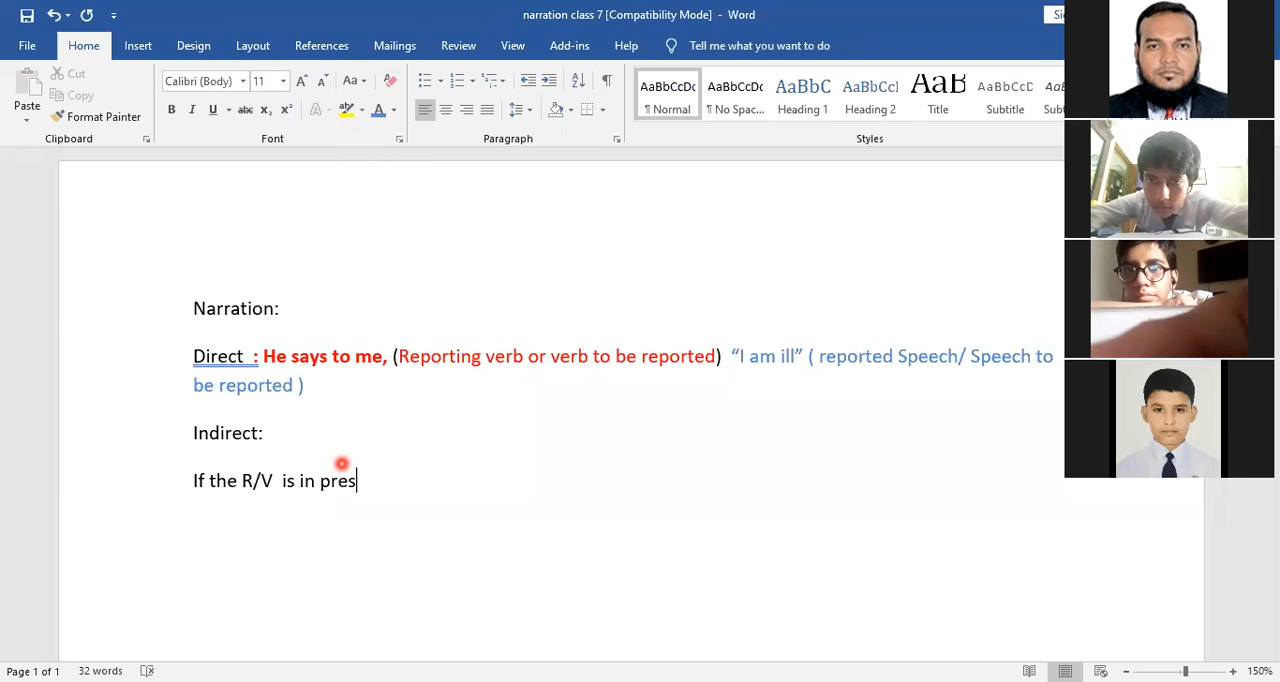 narration class 7 [Compatibility Mode] - Word
File Home Insert Design Layout References Mailings Review View Add-ins Help Tell me what you want to do
Paste Cut Copy Format Painter
Calibri (Body) 11
AaBbCcDc AaBbCcDc AaBbC AaBbCcI AaB AaBbCcD
¶ Normal ¶ No Spac... Heading 1 Heading 2 Title Subtitle
Clipboard Font Paragraph Styles
Narration:
Direct : He says to me, (Reporting verb or verb to be reported) “I am ill” ( reported Speech/ Speech to
be reported )
Indirect:
If the R/V is in pres
Page 1 of 1 32 words 150%